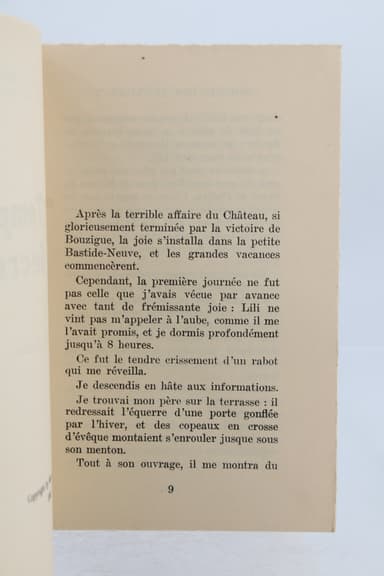 Après la terrible affaire du Château, si
glorieusement terminée par la victoire de
Bouzigue, la joie s'installa dans la petite
Bastide-Neuve, et les grandes vacances
commencèrent.
Cependant, la première journée ne fut
pas celle que j'avais vécue par avance
avec tant de frémissante joie : Lili ne
vint pas m'appeler à l'aube, comme il me
l'avait promis, et je dormis profondément
jusqu'à 8 heures.
Ce fut le tendre crissement d'un rabot
qui me réveilla.
Je descendis en hâte aux informations.
Je trouvai mon père sur la terrasse : il
redressait l'équerre d'une porte gonflée
par l'hiver, et des copeaux en crosse
d'évêque montaient s'enrouler jusque sous
son menton.
Tout à son ouvrage, il me montra du
9